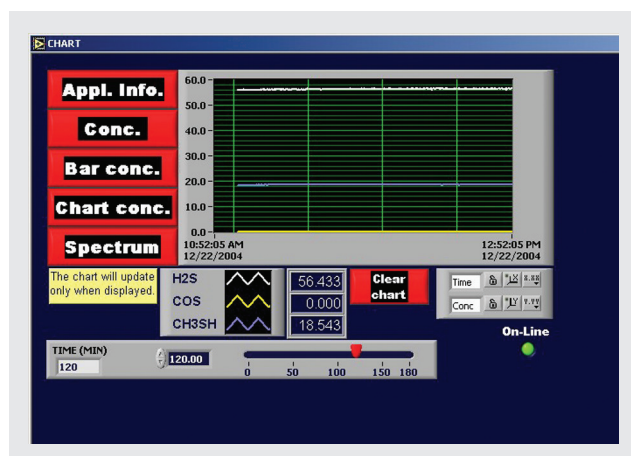 CHART
Appl. Info.
Conc.
Bar conc.
Chart conc.
Spectrum
60.0
50.0
40.0
30.0
20.0
10.0
0.0
10:52:05 AM
12/22/2004
12:52:05 PM
12/22/2004
The chart will update
only when displayed.
H2S 56.433
COS 0.000
CH3SH 18.543
Clear
chart
Time X X.XX
Conc Y Y.YY
On-Line
TIME (MIN)
120
120.00
0 50 100 150 180